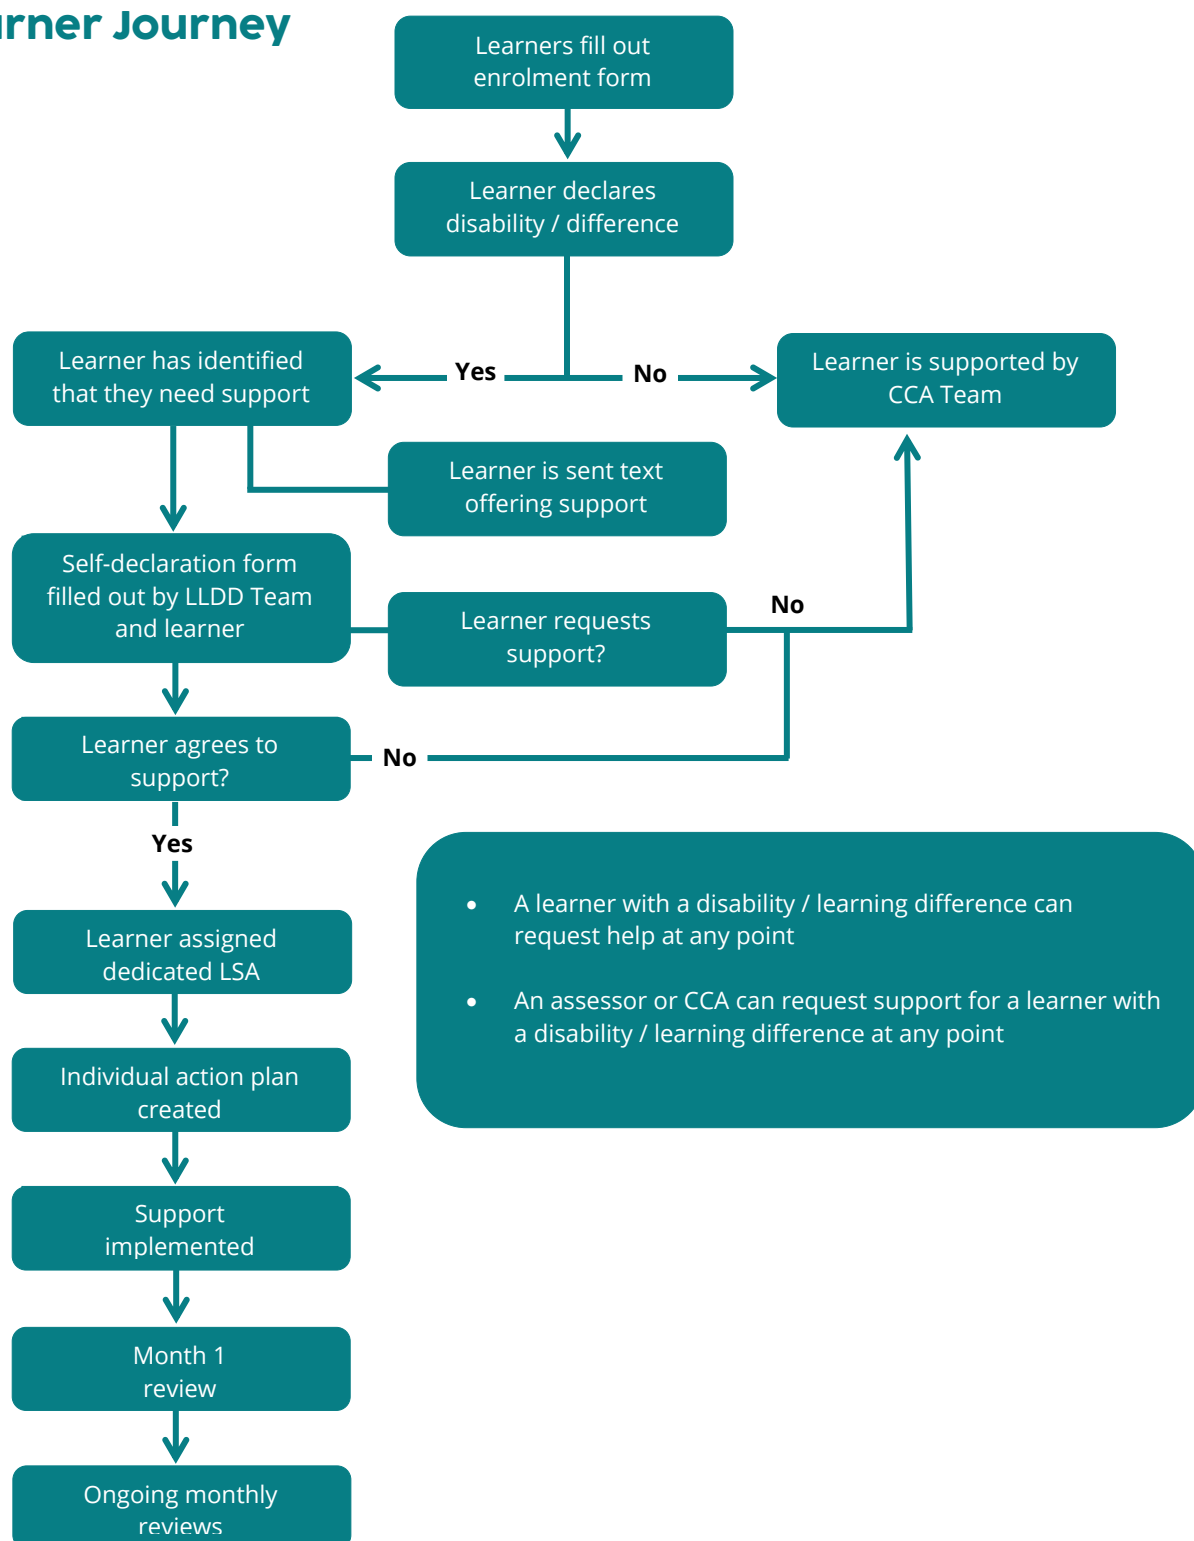 Journey
Learners fill out
enrolment form
Learner declares
disability / difference
Learner has identified
that they need support
Yes
No
Learner is supported by
CCA Team
Learner is sent text
offering support
Self-declaration form
filled out by LLDD Team
and learner
Learner requests
support?
No
Learner agrees to
support?
No
Yes
Learner assigned
dedicated LSA
• A learner with a disability / learning difference can
request help at any point
• An assessor or CCA can request support for a learner with
a disability / learning difference at any point
Individual action plan
created
Support
implemented
Month 1
review
Ongoing monthly
reviews